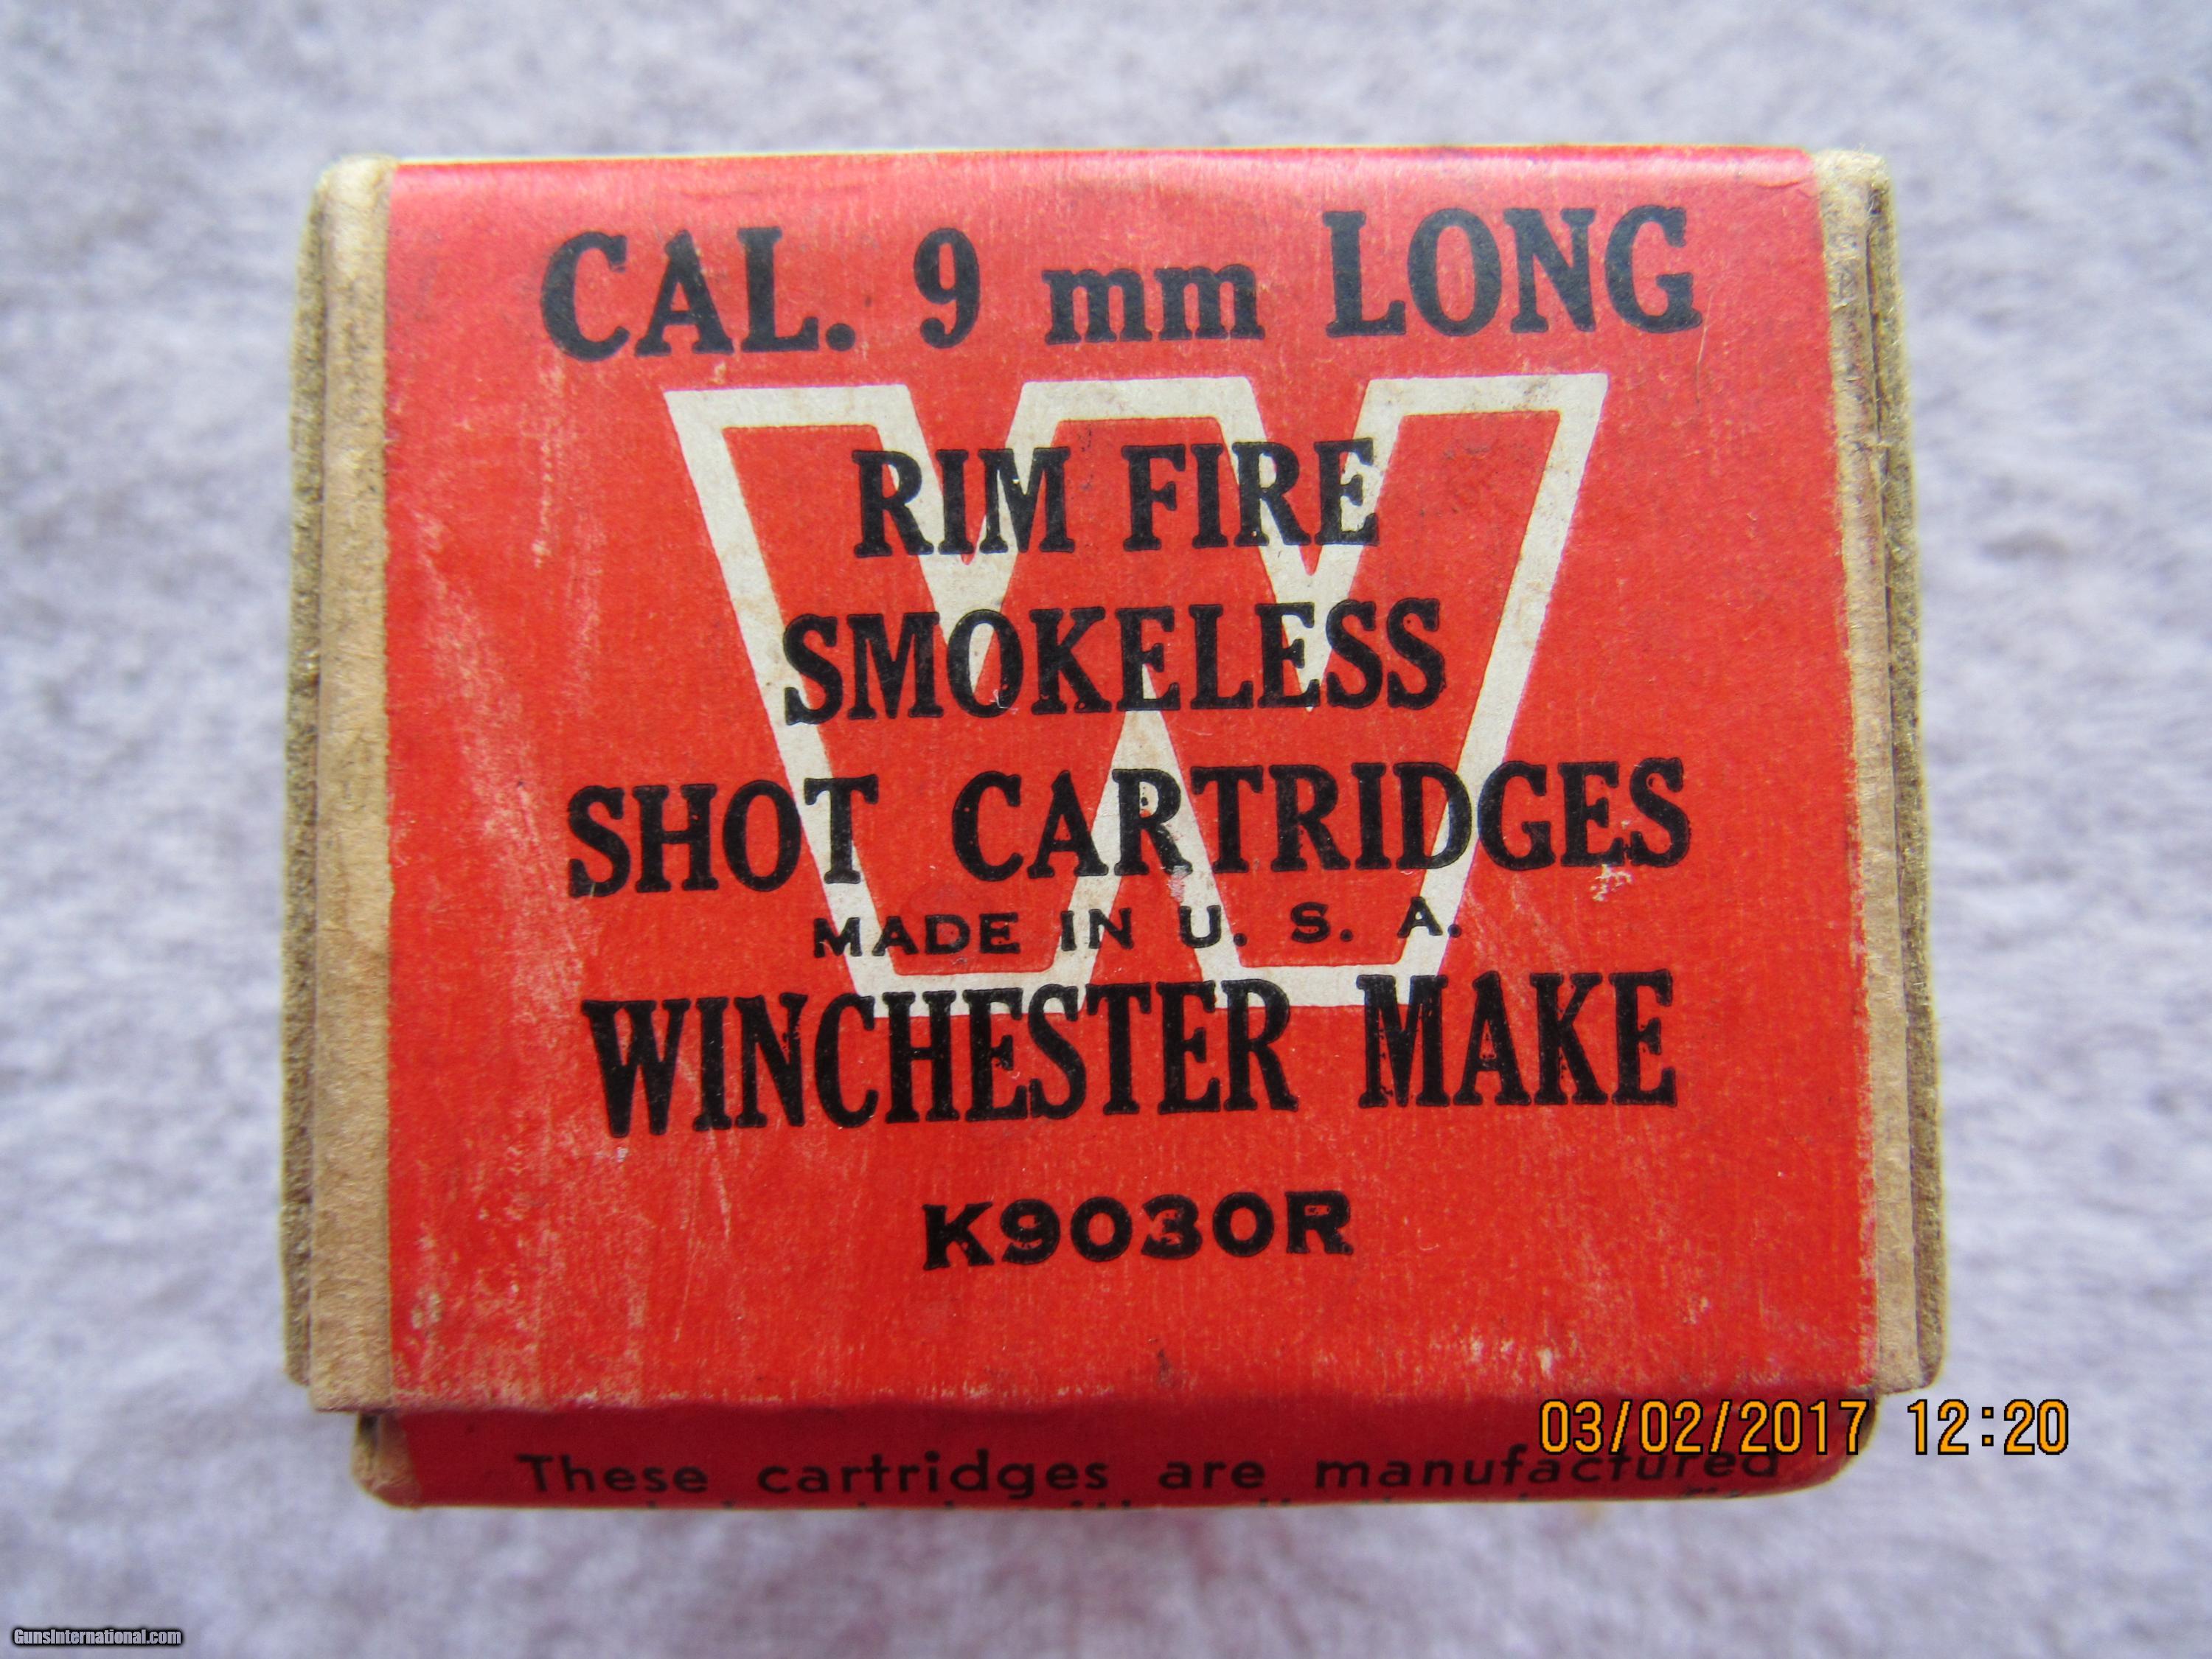 CAL. 9 mm LONG
W
RIM FIRE
SMOKELESS
SHOT CARTRIDGES
MADE IN U. S. A.
WINCHESTER MAKE
K9030R
03/02/2017 12:20
These cartridges are manufactured
GunsInternational.com